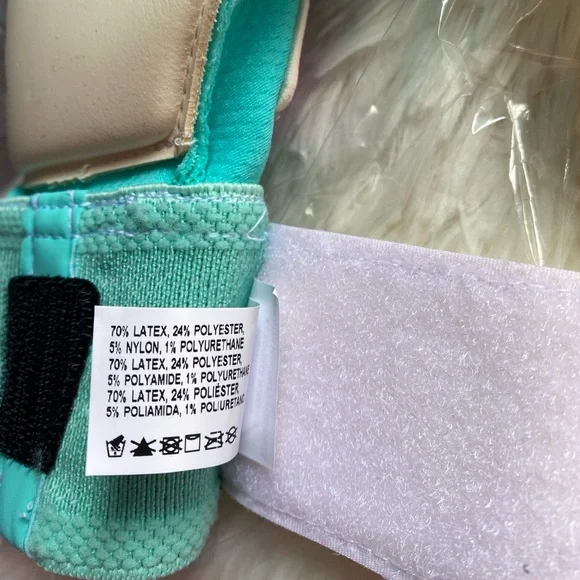 70% LATEX, 24% POLYESTER,
5% NYLON, 1% POLYURETHANE
70% LATEX, 24% POLYESTER,
5% POLYAMIDE, 1% POLYURETHANE
70% LATEX, 24% POLIÉSTER,
5% POLIAMIDA, 1% POLIURETANO